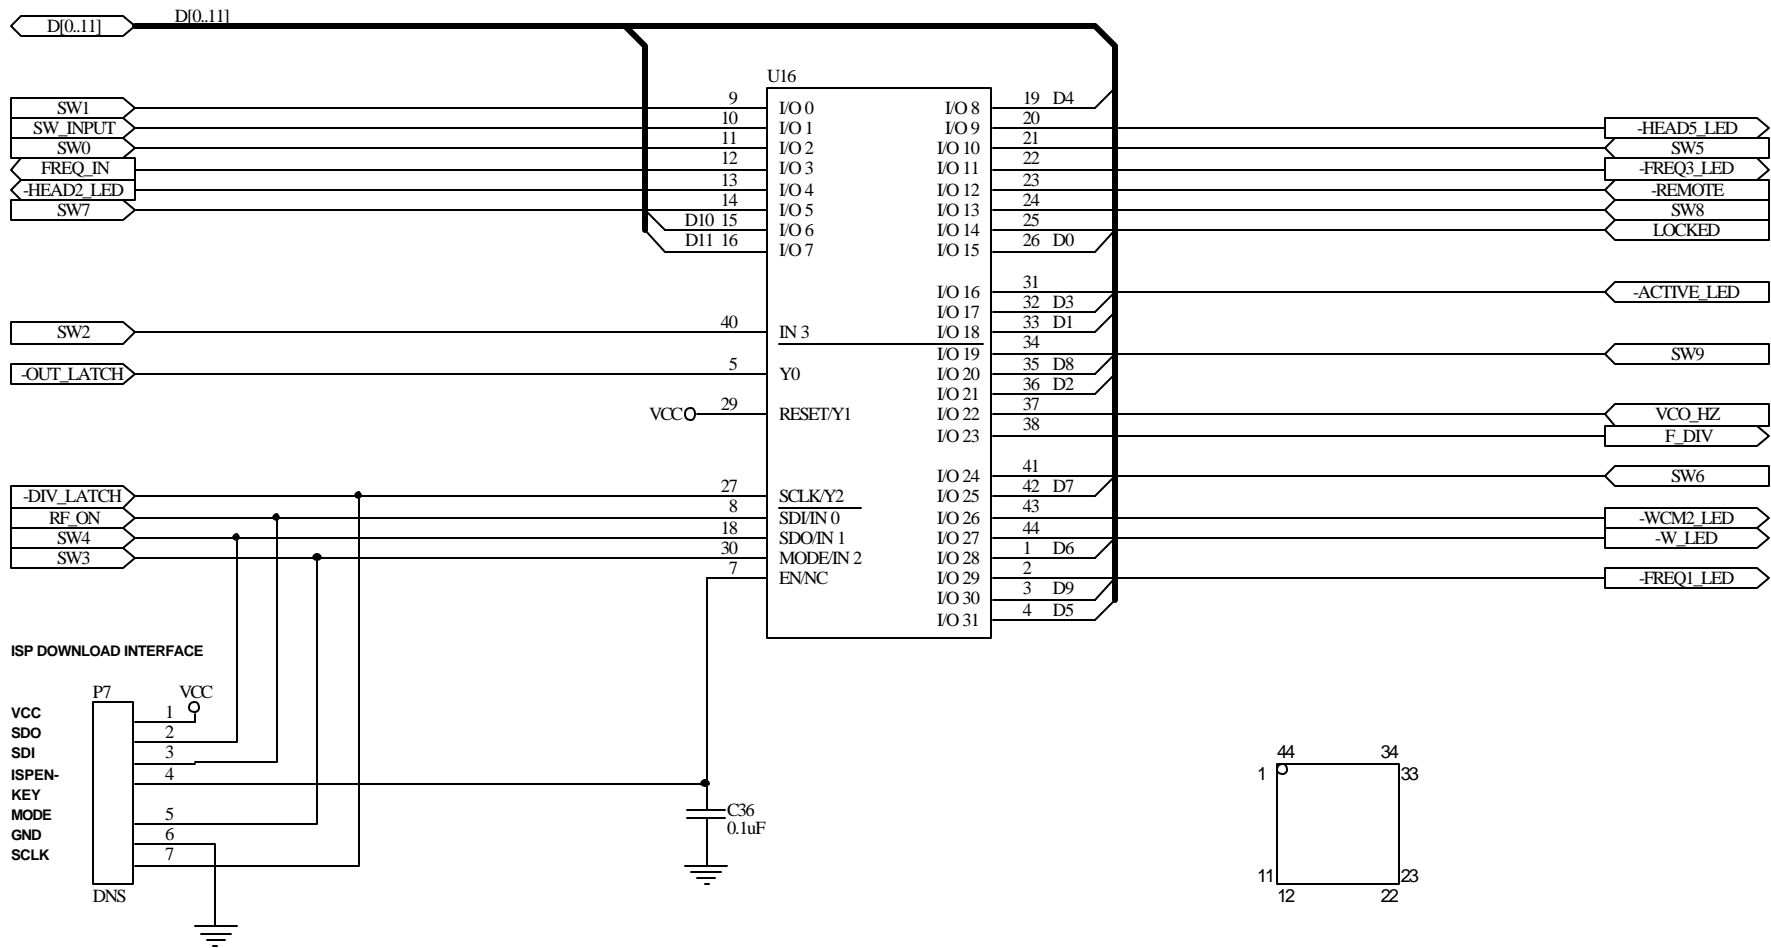 D[0..11] D[0..11]
U16
SW1 9 I/O 0 I/O 8 19 D4
SW_INPUT 10 I/O 1 I/O 9 20 -HEAD5_LED
SW0 11 I/O 2 I/O 10 21 SW5
FREQ_IN 12 I/O 3 I/O 11 22 -FREQ3_LED
-HEAD2_LED 13 I/O 4 I/O 12 23 -REMOTE
SW7 14 I/O 5 I/O 13 24 SW8
D10 15 I/O 6 I/O 14 25 LOCKED
D11 16 I/O 7 I/O 15 26 D0
I/O 16 31 -ACTIVE_LED
I/O 17 32 D3
SW2 40 IN 3 I/O 18 33 D1
I/O 19 34 SW9
-OUT_LATCH 5 Y0 I/O 20 35 D8
I/O 21 36 D2
VCC 29 RESET/Y1 I/O 22 37 VCO_HZ
I/O 23 38 F_DIV
I/O 24 41 SW6
-DIV_LATCH 27 SCLK/Y2 I/O 25 42 D7
RF_ON 8 SDI/IN 0 I/O 26 43 -WCM2_LED
SW4 18 SDO/IN 1 I/O 27 44 -W_LED
SW3 30 MODE/IN 2 I/O 28 1 D6
7 EN/NC I/O 29 2 -FREQ1_LED
I/O 30 3 D9
I/O 31 4 D5
ISP DOWNLOAD INTERFACE
P7 VCC
VCC 1
SDO 2
SDI 3
ISPEN- 4
KEY
MODE 5
GND 6
SCLK 7
DNS
C36
0.1uF
44 34
1 33
11 23
12 22